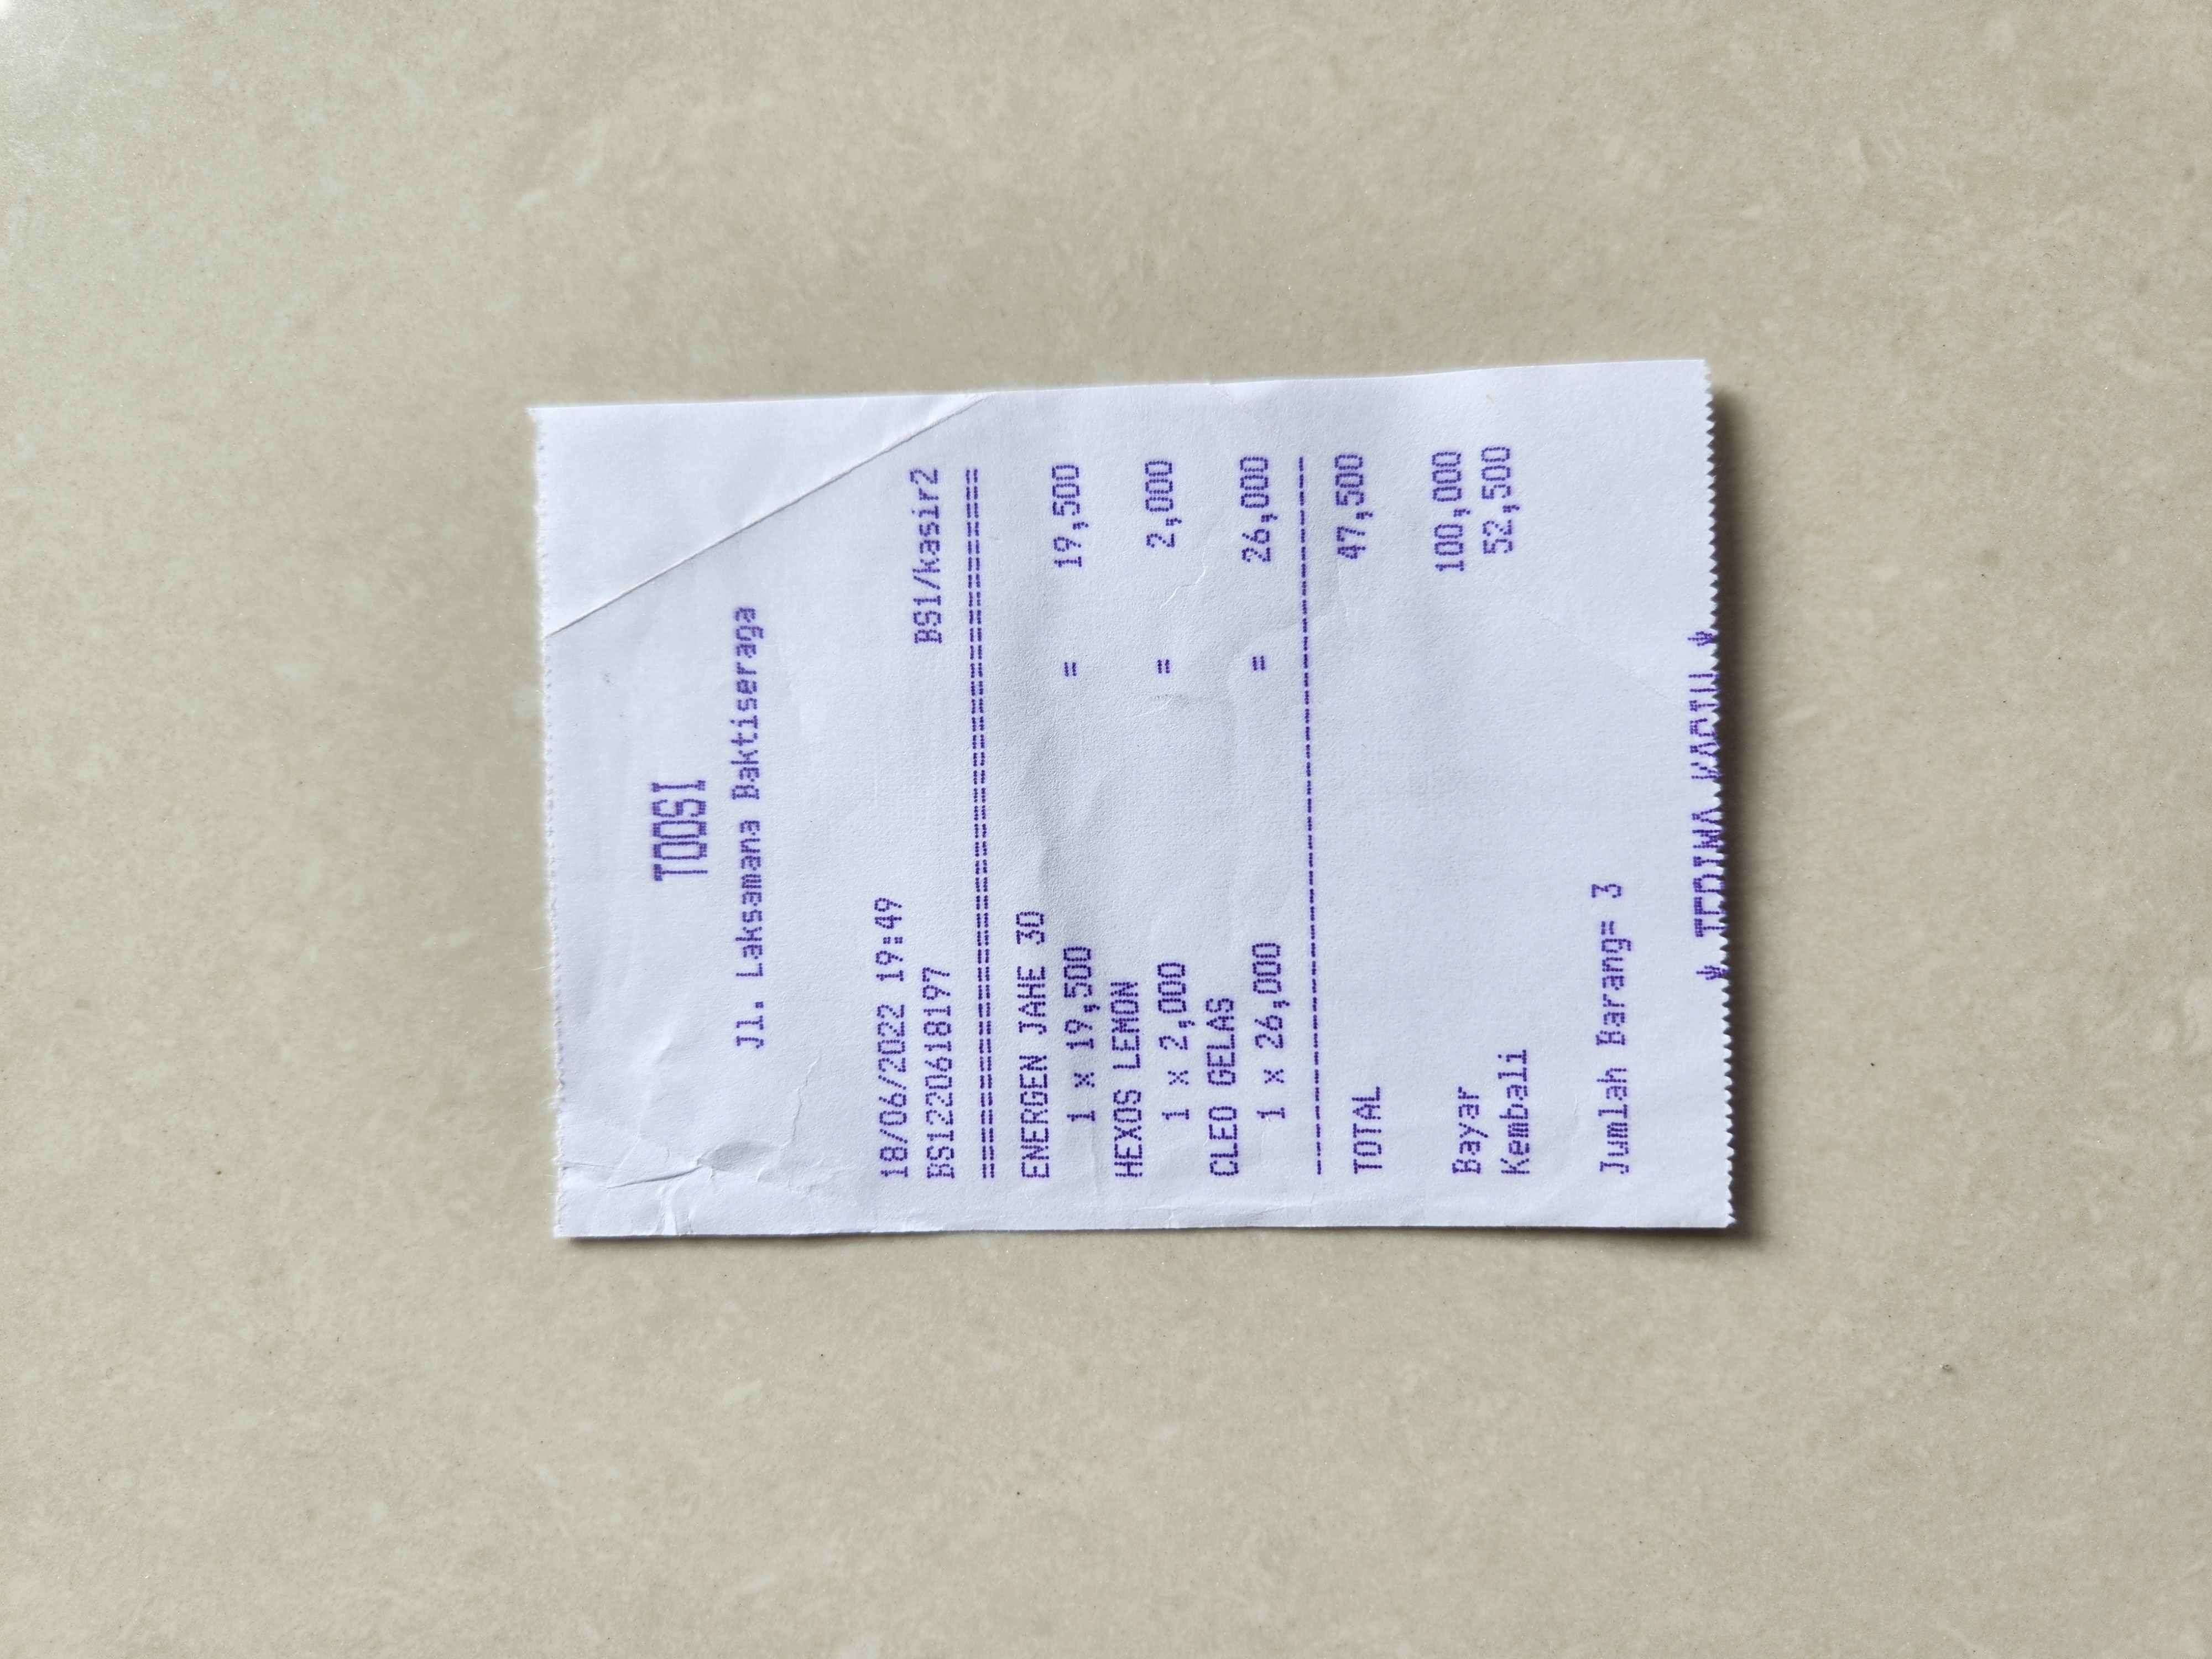 TOOSI
Jl. Laksamana Baktiseraga
18/06/2022 19:49
BS1220618197 BS1/kasir2
========================================
ENERGEN JAHE 30
1 x 19,500 = 19,500
HEXOS LEMON
1 x 2,000 = 2,000
CLEO GELAS
1 x 26,000 = 26,000
----------------------------------------
TOTAL 47,500
Bayar 100,000
Kembali 52,500
Jumlah Barang= 3
* TERIMA KASIH *